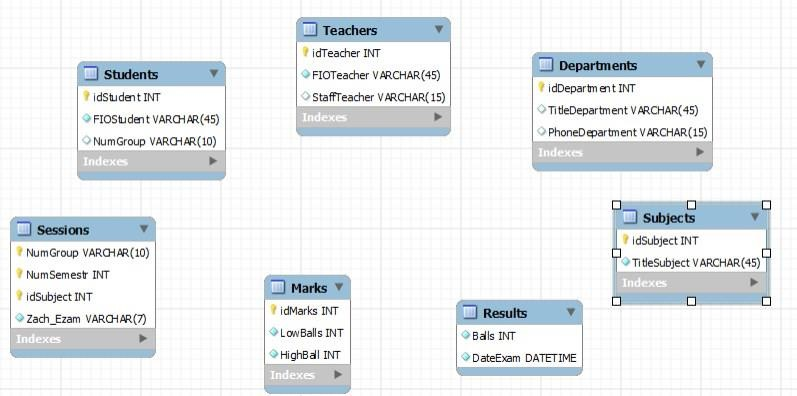 Teachers
idTeacher INT
FIOTeacher VARCHAR(45)
StaffTeacher VARCHAR(15)
Indexes
Students
idStudent INT
FIOStudent VARCHAR(45)
NumGroup VARCHAR(10)
Indexes
Departments
idDepartment INT
TitleDepartment VARCHAR(45)
PhoneDepartment VARCHAR(15)
Indexes
Sessions
NumGroup VARCHAR(10)
NumSemestr INT
idSubject INT
Zach_Ezam VARCHAR(7)
Indexes
Subjects
idSubject INT
TitleSubject VARCHAR(45)
Indexes
Marks
idMarks INT
LowBalls INT
HighBall INT
Indexes
Results
Balls INT
DateExam DATETIME